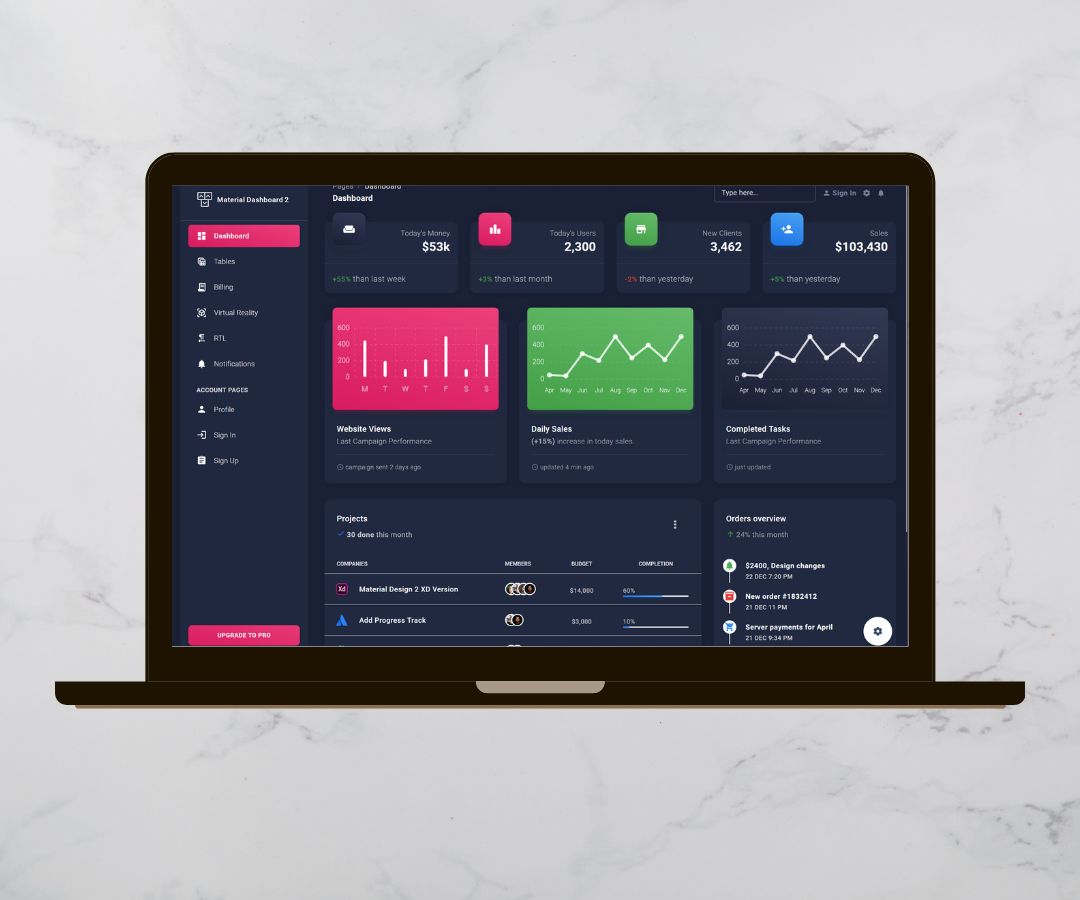 Material Dashboard 2
Dashboard
Tables
Billing
Virtual Reality
RTL
Notifications
ACCOUNT PAGES
Profile
Sign In
Sign Up
UPGRADE TO PRO
Pages / Dashboard
Dashboard
Type here...
Sign In
Today's Money
$53k
+55% than last week
Today's Users
2,300
+3% than last month
New Clients
3,462
-2% than yesterday
Sales
$103,430
+5% than yesterday
600
400
200
0
M T W T F S S
Website Views
Last Campaign Performance
campaign sent 2 days ago
600
400
200
0
Apr May Jun Jul Aug Sep Oct Nov Dec
Daily Sales
(+15%) increase in today sales.
updated 4 min ago
600
400
200
0
Apr May Jun Jul Aug Sep Oct Nov Dec
Completed Tasks
Last Campaign Performance
just updated
Projects
30 done this month
COMPANIES MEMBERS BUDGET COMPLETION
Xd Material Design 2 XD Version $14,000 60%
Add Progress Track $3,000 10%
Orders overview
24% this month
$2400, Design changes
22 DEC 7:20 PM
New order #1832412
21 DEC 11 PM
Server payments for April
21 DEC 9:34 PM